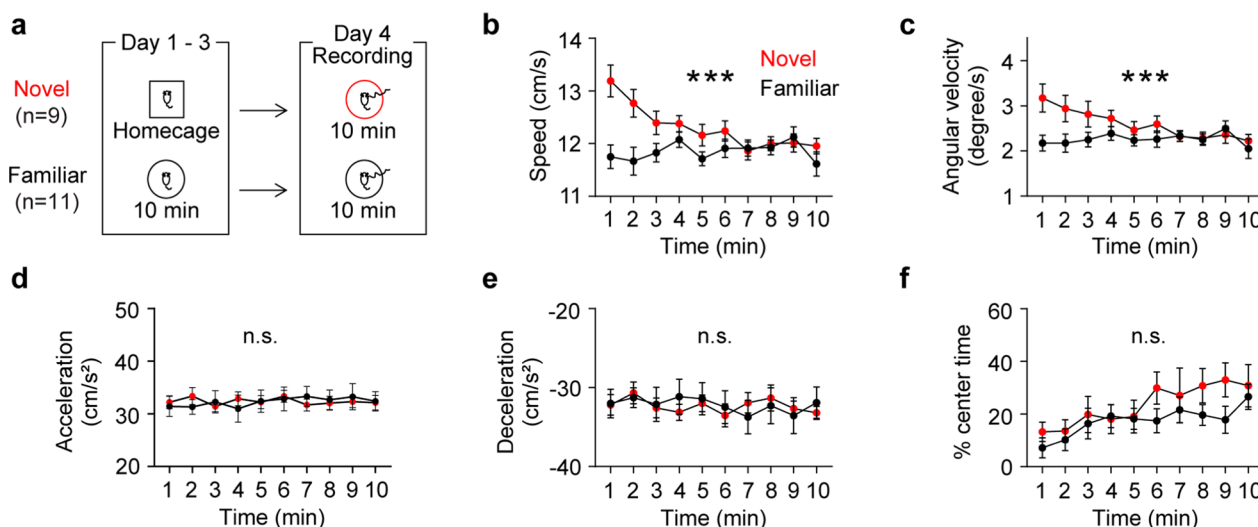 a
Day 1 - 3
Day 4
Recording
Novel
(n=9)
Homecage
10 min
Familiar
(n=11)
10 min
10 min
b
Speed (cm/s)
14
13
12
11
***
Novel
Familiar
1 2 3 4 5 6 7 8 9 10
Time (min)
c
Angular velocity
(degree/s)
4
3
2
1
***
1 2 3 4 5 6 7 8 9 10
Time (min)
d
Acceleration
(cm/s²)
50
40
30
20
n.s.
1 2 3 4 5 6 7 8 9 10
Time (min)
e
Deceleration
(cm/s²)
-20
-30
-40
n.s.
1 2 3 4 5 6 7 8 9 10
Time (min)
f
% center time
60
40
20
0
n.s.
1 2 3 4 5 6 7 8 9 10
Time (min)